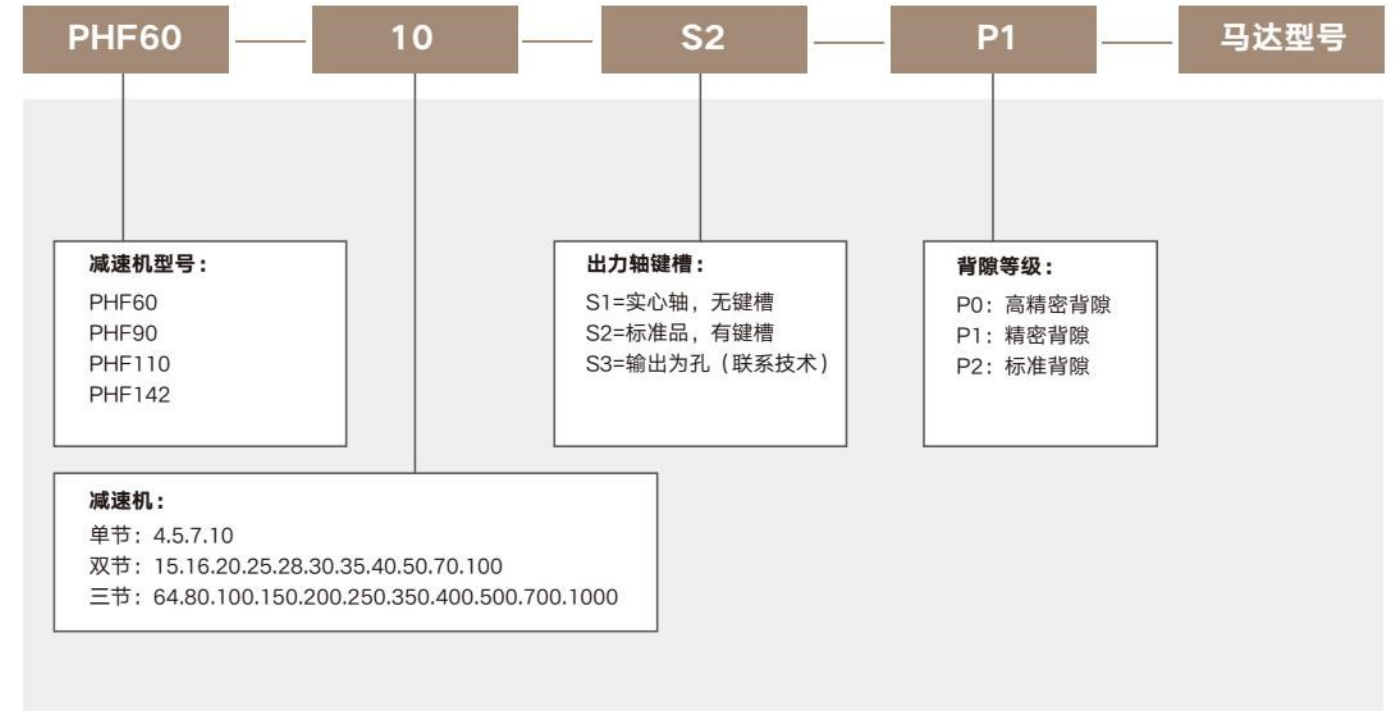 PHF60 — 10 — S2 — P1 — 马达型号
减速机型号：
PHF60
PHF90
PHF110
PHF142
出力轴键槽：
S1=实心轴，无键槽
S2=标准品，有键槽
S3=输出为孔（联系技术）
背隙等级：
P0：高精密背隙
P1：精密背隙
P2：标准背隙
减速机：
单节：4.5.7.10
双节：15.16.20.25.28.30.35.40.50.70.100
三节：64.80.100.150.200.250.350.400.500.700.1000